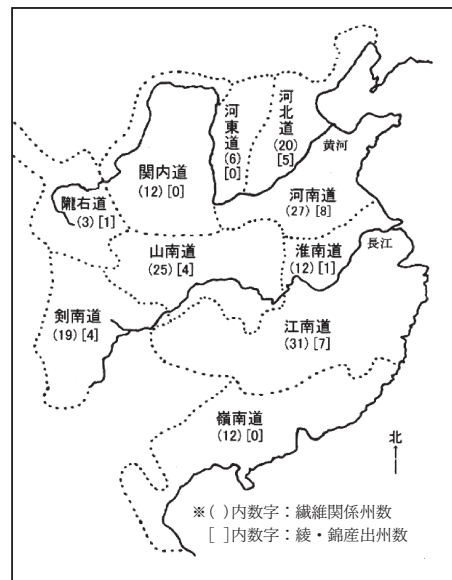 河東道
(6)
[0]
河北道
(20)
[5]
黄河
関内道
(12)[0]
河南道
(27)[8]
隴右道
(3)[1]
山南道
(25)[4]
淮南道
(12)[1]
長江
剣南道
(19)[4]
江南道
(31)[7]
嶺南道
(12)[0]
北
※( )内数字：繊維関係州数
[ ]内数字：綾・錦産出州数